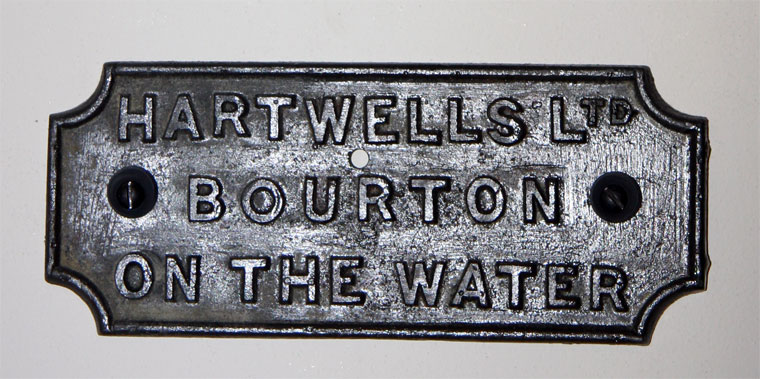 HARTWELLS LTD
BOURTON
ON THE WATER